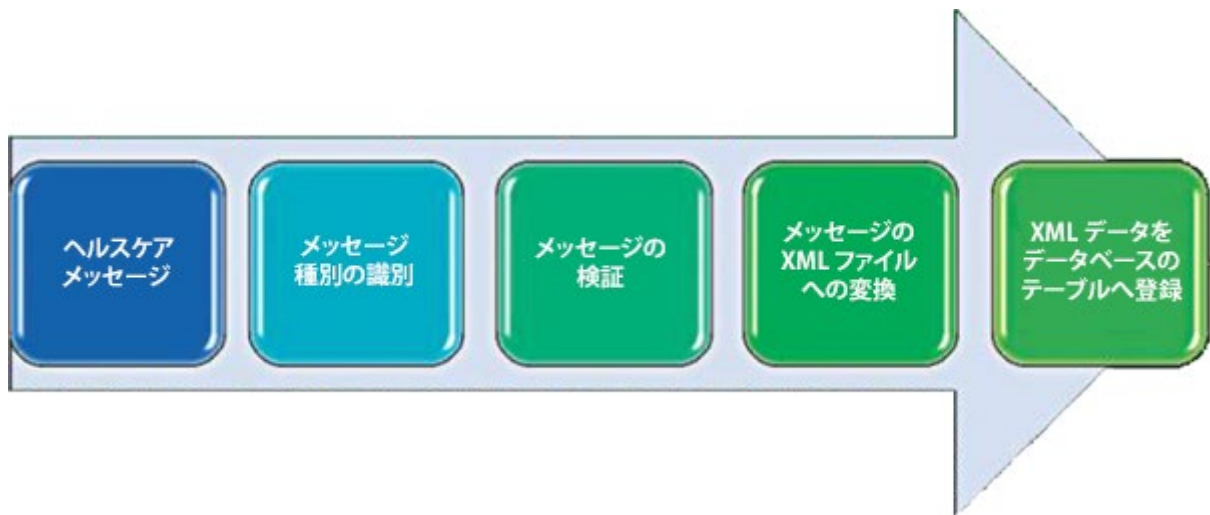 ヘルスケア
メッセージ
メッセージ
種別の識別
メッセージの
検証
メッセージの
XML ファイル
への変換
XML データを
データベースの
テーブルへ登録